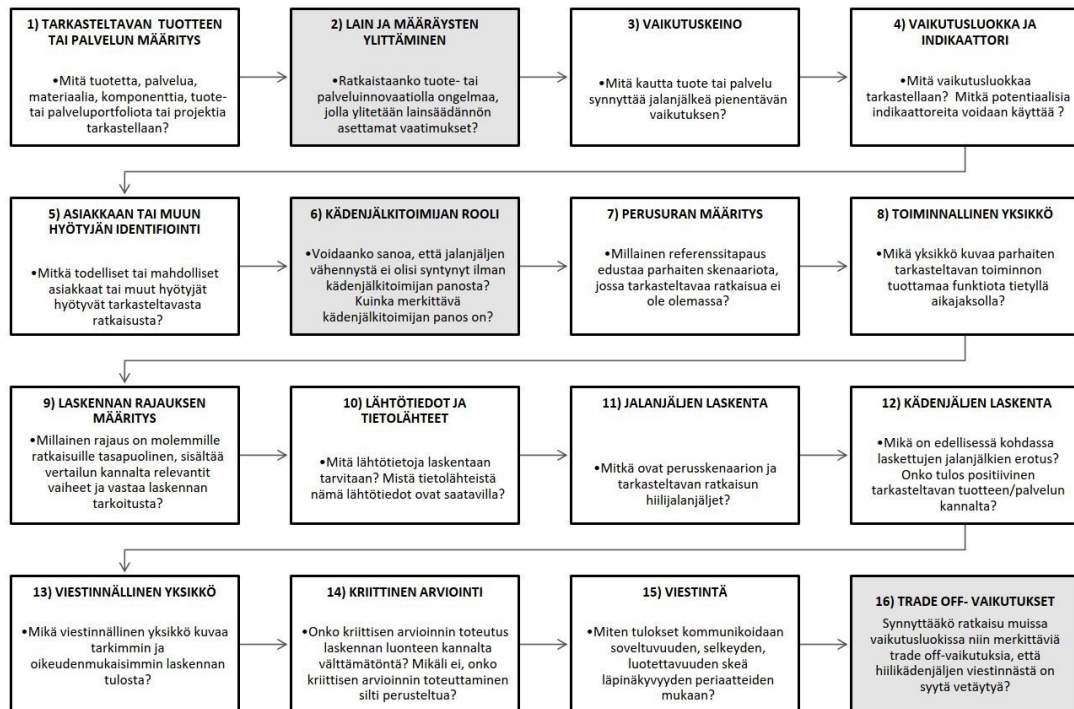 1) TARKASTELTAVAN TUOTTEEN
TAI PALVELUN MÄÄRITYS
•Mitä tuotetta, palvelua,
materiaalia, komponenttia, tuote-
tai palveluportfoliota tai projektia
tarkastellaan?
2) LAIN JA MÄÄRÄYSTEN
YLITTÄMINEN
•Ratkaistaanko tuote- tai
palveluinnovaatiolla ongelmaa,
jolla ylitetään lainsäädännön
asettamat vaatimukset?
3) VAIKUTUSKEINO
•Mitä kautta tuote tai palvelu
synnyttää jalanjälkeä pienentävän
vaikutuksen?
4) VAIKUTUSLUOKKA JA
INDIKAATTORI
•Mitä vaikutusluokkaa
tarkastellaan? Mitkä potentiaalisia
indikaattoreita voidaan käyttää ?
5) ASIAKKAAN TAI MUUN
HYÖTYJÄN IDENTIFIOINTI
•Mitkä todelliset tai mahdolliset
asiakkaat tai muut hyötyjät
hyötyvät tarkasteltavasta
ratkaisusta?
6) KÄDENJÄLKITOIMIJAN ROOLI
•Voidaanko sanoa, että jalanjäljen
vähennystä ei olisi syntynyt ilman
kädenjälkitoimijan panosta?
Kuinka merkittävä
kädenjälkitoimijan panos on?
7) PERUSURAN MÄÄRITYS
•Millainen referenssitapaus
edustaa parhaiten skenaariota,
jossa tarkasteltavaa ratkaisua ei
ole olemassa?
8) TOIMINNALLINEN YKSIKKÖ
•Mikä yksikkö kuvaa parhaiten
tarkasteltavan toiminnon
tuottamaa funktiota tietyllä
aikajaksolla?
9) LASKENNAN RAJAUKSEN
MÄÄRITYS
•Millainen rajaus on molemmille
ratkaisuille tasapuolinen, sisältää
vertailun kannalta relevantit
vaiheet ja vastaa laskennan
tarkoitusta?
10) LÄHTÖTIEDOT JA
TIETOLÄHTEET
•Mitä lähtötietoja laskentaan
tarvitaan? Mistä tietolähteistä
nämä lähtötiedot ovat saatavilla?
11) JALANJÄLJEN LASKENTA
•Mitkä ovat perusskenaarion ja
tarkasteltavan ratkaisun
hiilijalanjäljet?
12) KÄDENJÄLJEN LASKENTA
•Mikä on edellisessä kohdassa
laskettujen jalanjälkien erotus?
Onko tulos positiivinen
tarkasteltavan tuotteen/palvelun
kannalta?
13) VIESTINNÄLLINEN YKSIKKÖ
•Mikä viestinnällinen yksikkö kuvaa
tarkimmin ja
oikeudenmukaisimmin laskennan
tulosta?
14) KRIITTINEN ARVIOINTI
•Onko kriittisen arvioinnin toteutus
laskennan luonteen kannalta
välttämätöntä? Mikäli ei, onko
kriittisen arvioinnin toteuttaminen
silti perusteltua?
15) VIESTINTÄ
•Miten tulokset kommunikoidaan
soveltuvuuden, selkeyden,
luotettavuuden skeä
läpinäkyvyyden periaatteiden
mukaan?
16) TRADE OFF- VAIKUTUKSET
Synnyttääkö ratkaisu muissa
vaikutusluokissa niin merkittäviä
trade off-vaikutuksia, että
hiilikädenjäljen viestinnästä on
syytä vetäytyä?